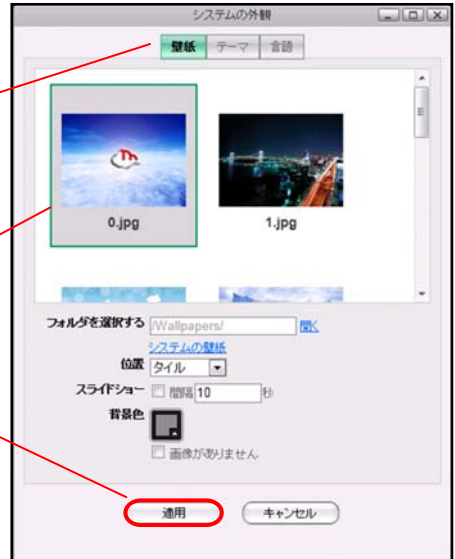 システムの外観
壁紙 テーマ 言語
0.jpg 1.jpg
フォルダを選択する /Wallpapers/ 開く
システムの壁紙
位置 タイル
スライドショー 間隔 10 秒
背景色
画像がありません
適用 キャンセル